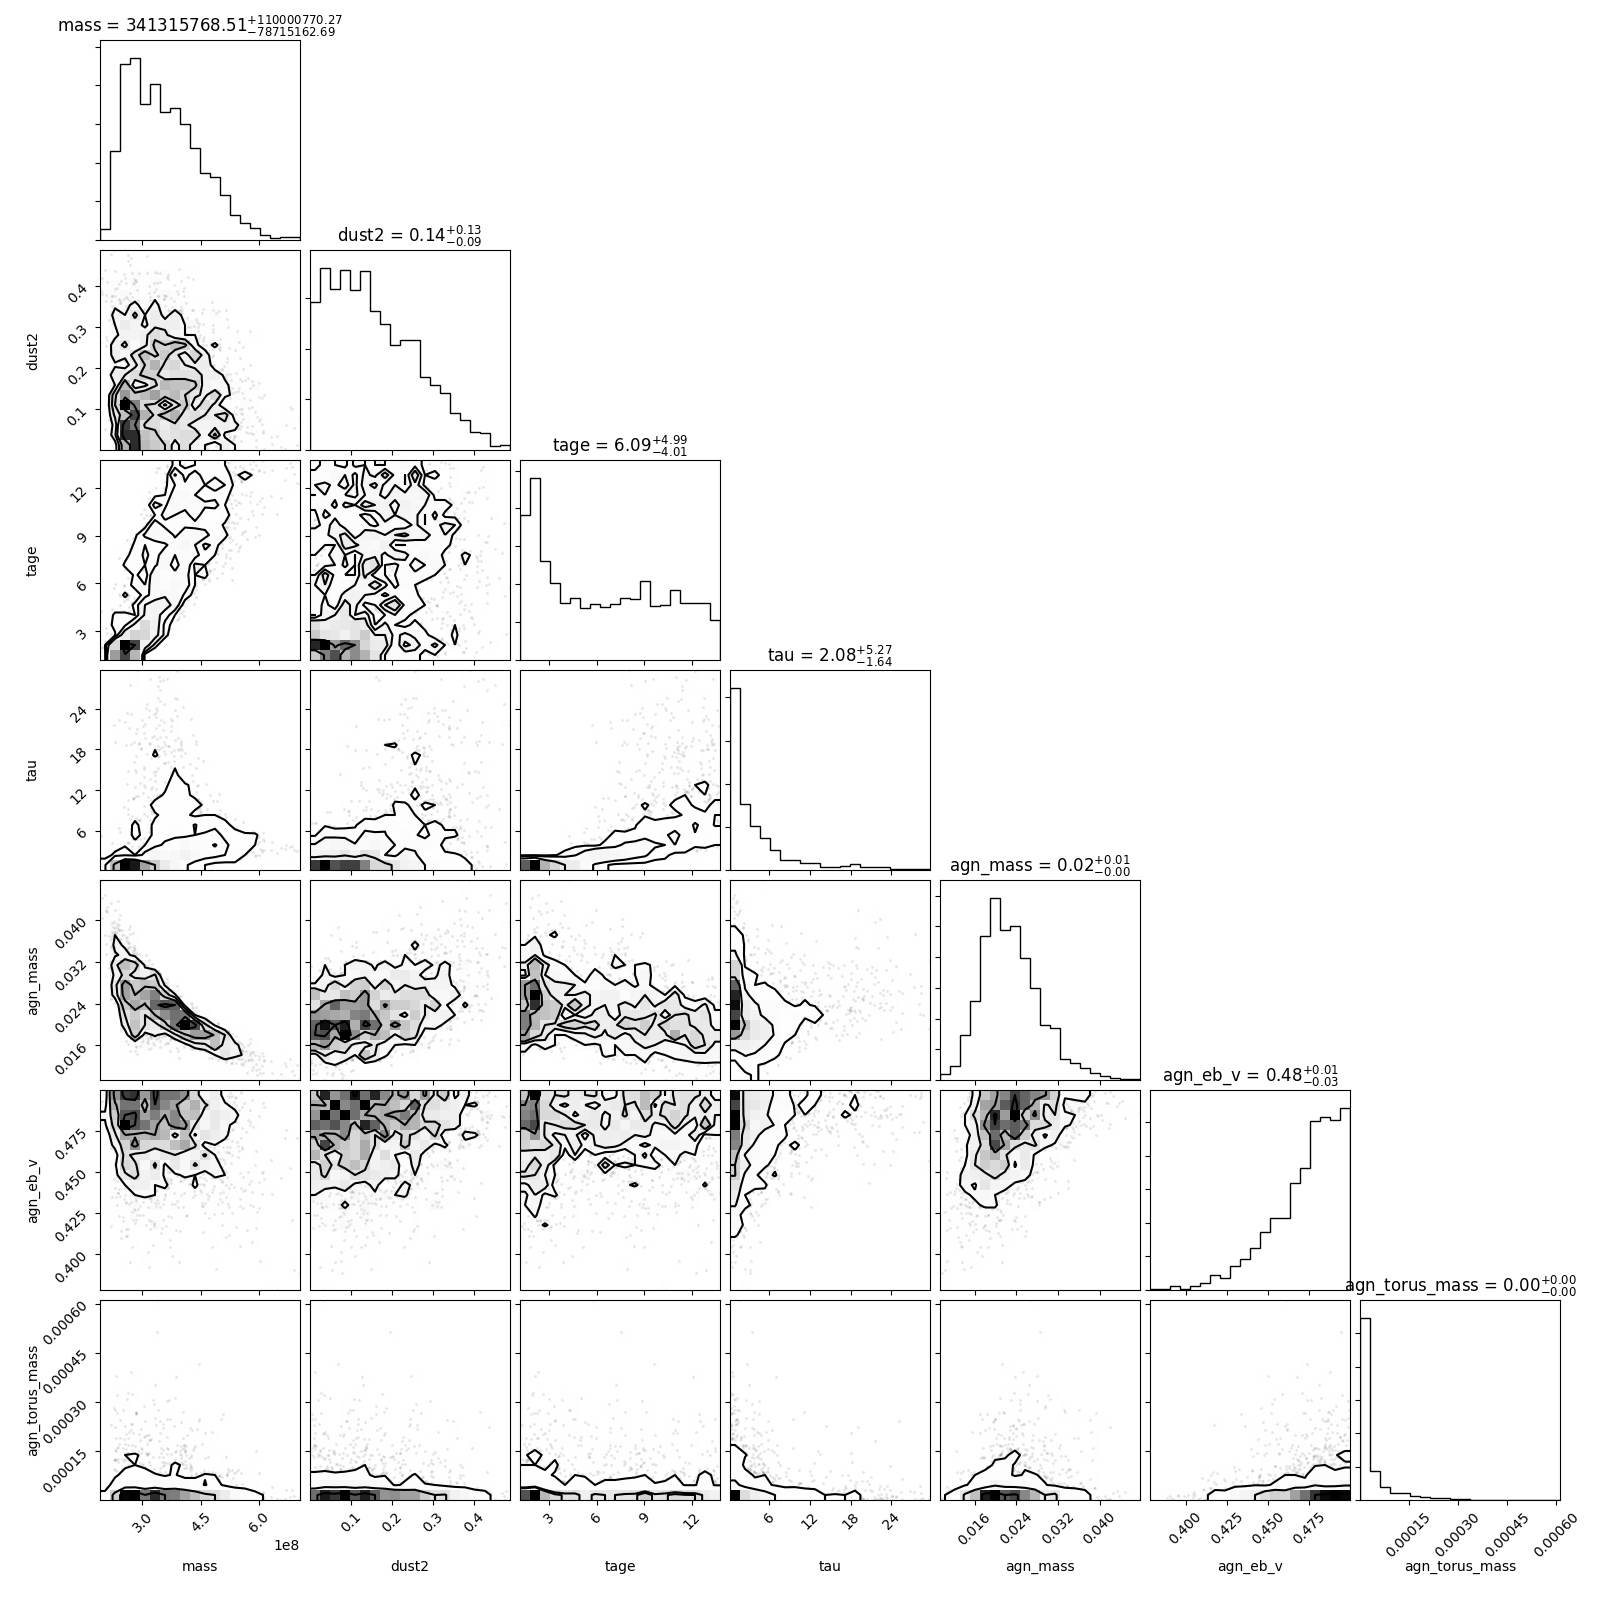 mass = 341315768.51 +110000770.27 −78715162.69
dust2 = 0.14 +0.13 −0.09
0.4
0.3
0.2
0.1
dust2
tage = 6.09 +4.99 −4.01
12
9
6
3
tage
tau = 2.08 +5.27 −1.64
24
18
12
6
tau
agn_mass = 0.02 +0.01 −0.00
0.040
0.032
0.024
0.016
agn_mass
agn_eb_v = 0.48 +0.01 −0.03
0.475
0.450
0.425
0.400
agn_eb_v
agn_torus_mass = 0.00 +0.00 −0.00
0.00060
0.00045
0.00030
0.00015
agn_torus_mass
3.0 4.5 6.0
1e8
mass
0.1 0.2 0.3 0.4
dust2
3 6 9 12
tage
6 12 18 24
tau
0.016 0.024 0.032 0.040
agn_mass
0.400 0.425 0.450 0.475
agn_eb_v
0.00015 0.00030 0.00045 0.00060
agn_torus_mass